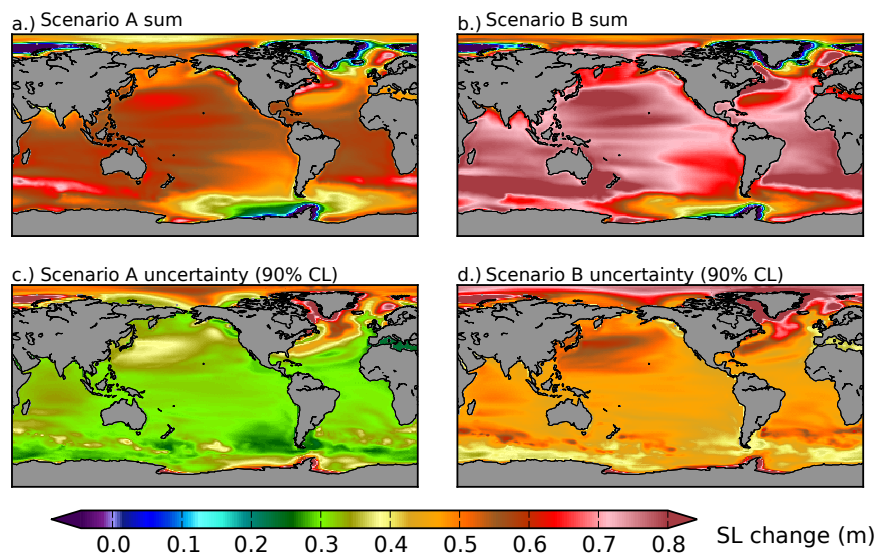 a.) Scenario A sum
b.) Scenario B sum
c.) Scenario A uncertainty (90% CL)
d.) Scenario B uncertainty (90% CL)
0.0 0.1 0.2 0.3 0.4 0.5 0.6 0.7 0.8
SL change (m)